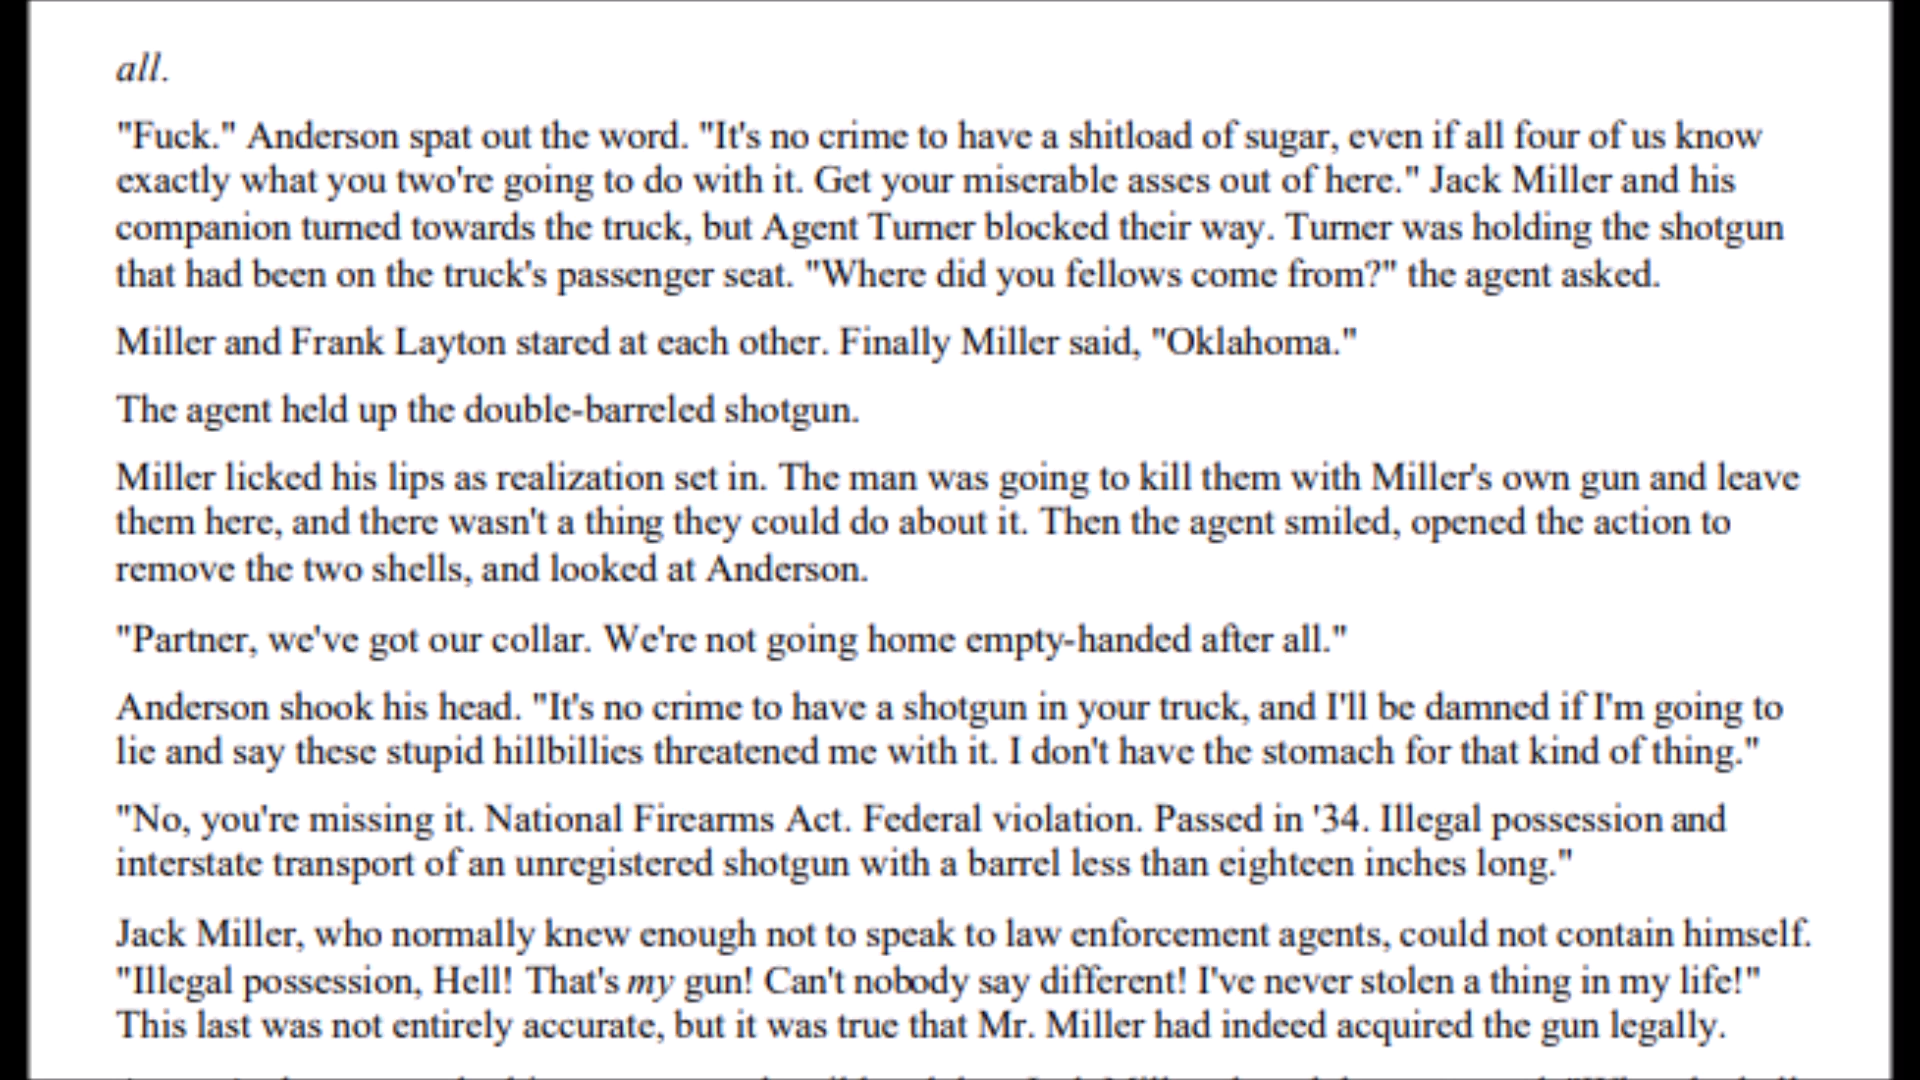 all.
"Fuck." Anderson spat out the word. "It's no crime to have a shitload of sugar, even if all four of us know
exactly what you two're going to do with it. Get your miserable asses out of here." Jack Miller and his
companion turned towards the truck, but Agent Turner blocked their way. Turner was holding the shotgun
that had been on the truck's passenger seat. "Where did you fellows come from?" the agent asked.
Miller and Frank Layton stared at each other. Finally Miller said, "Oklahoma."
The agent held up the double-barreled shotgun.
Miller licked his lips as realization set in. The man was going to kill them with Miller's own gun and leave
them here, and there wasn't a thing they could do about it. Then the agent smiled, opened the action to
remove the two shells, and looked at Anderson.
"Partner, we've got our collar. We're not going home empty-handed after all."
Anderson shook his head. "It's no crime to have a shotgun in your truck, and I'll be damned if I'm going to
lie and say these stupid hillbillies threatened me with it. I don't have the stomach for that kind of thing."
"No, you're missing it. National Firearms Act. Federal violation. Passed in '34. Illegal possession and
interstate transport of an unregistered shotgun with a barrel less than eighteen inches long."
Jack Miller, who normally knew enough not to speak to law enforcement agents, could not contain himself.
"Illegal possession, Hell! That's my gun! Can't nobody say different! I've never stolen a thing in my life!"
This last was not entirely accurate, but it was true that Mr. Miller had indeed acquired the gun legally.